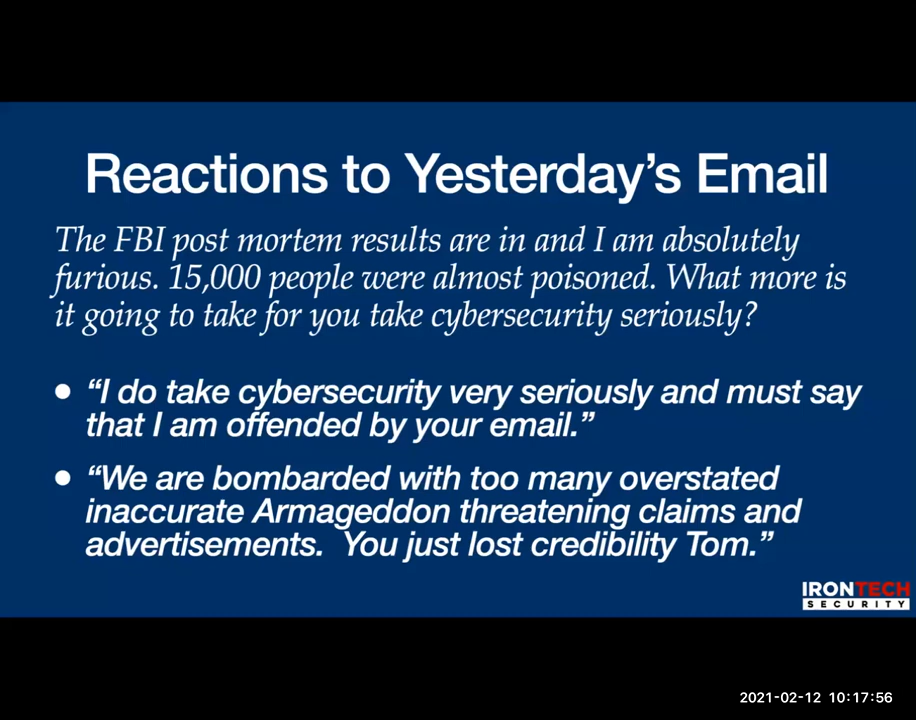 Reactions to Yesterday’s Email
The FBI post mortem results are in and I am absolutely
furious. 15,000 people were almost poisoned. What more is
it going to take for you take cybersecurity seriously?
● “I do take cybersecurity very seriously and must say
that I am offended by your email.”
● “We are bombarded with too many overstated
inaccurate Armageddon threatening claims and
advertisements.  You just lost credibility Tom.”
IRONTECH
SECURITY
2021-02-12 10:17:56